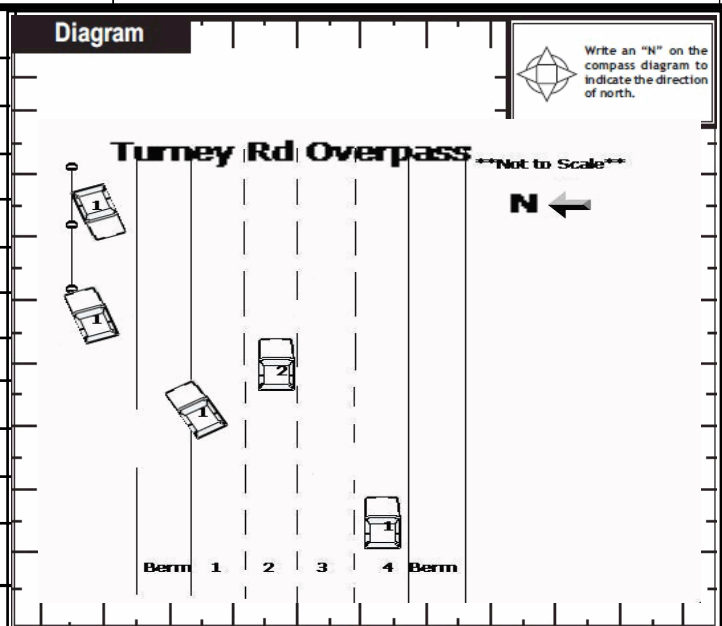 Diagram
Write an "N" on the
compass diagram to
indicate the direction
of north.
Turney Rd Overpass **Not to Scale**
N
1
1
2
1
1
Berm 1 2 3 4 Berm